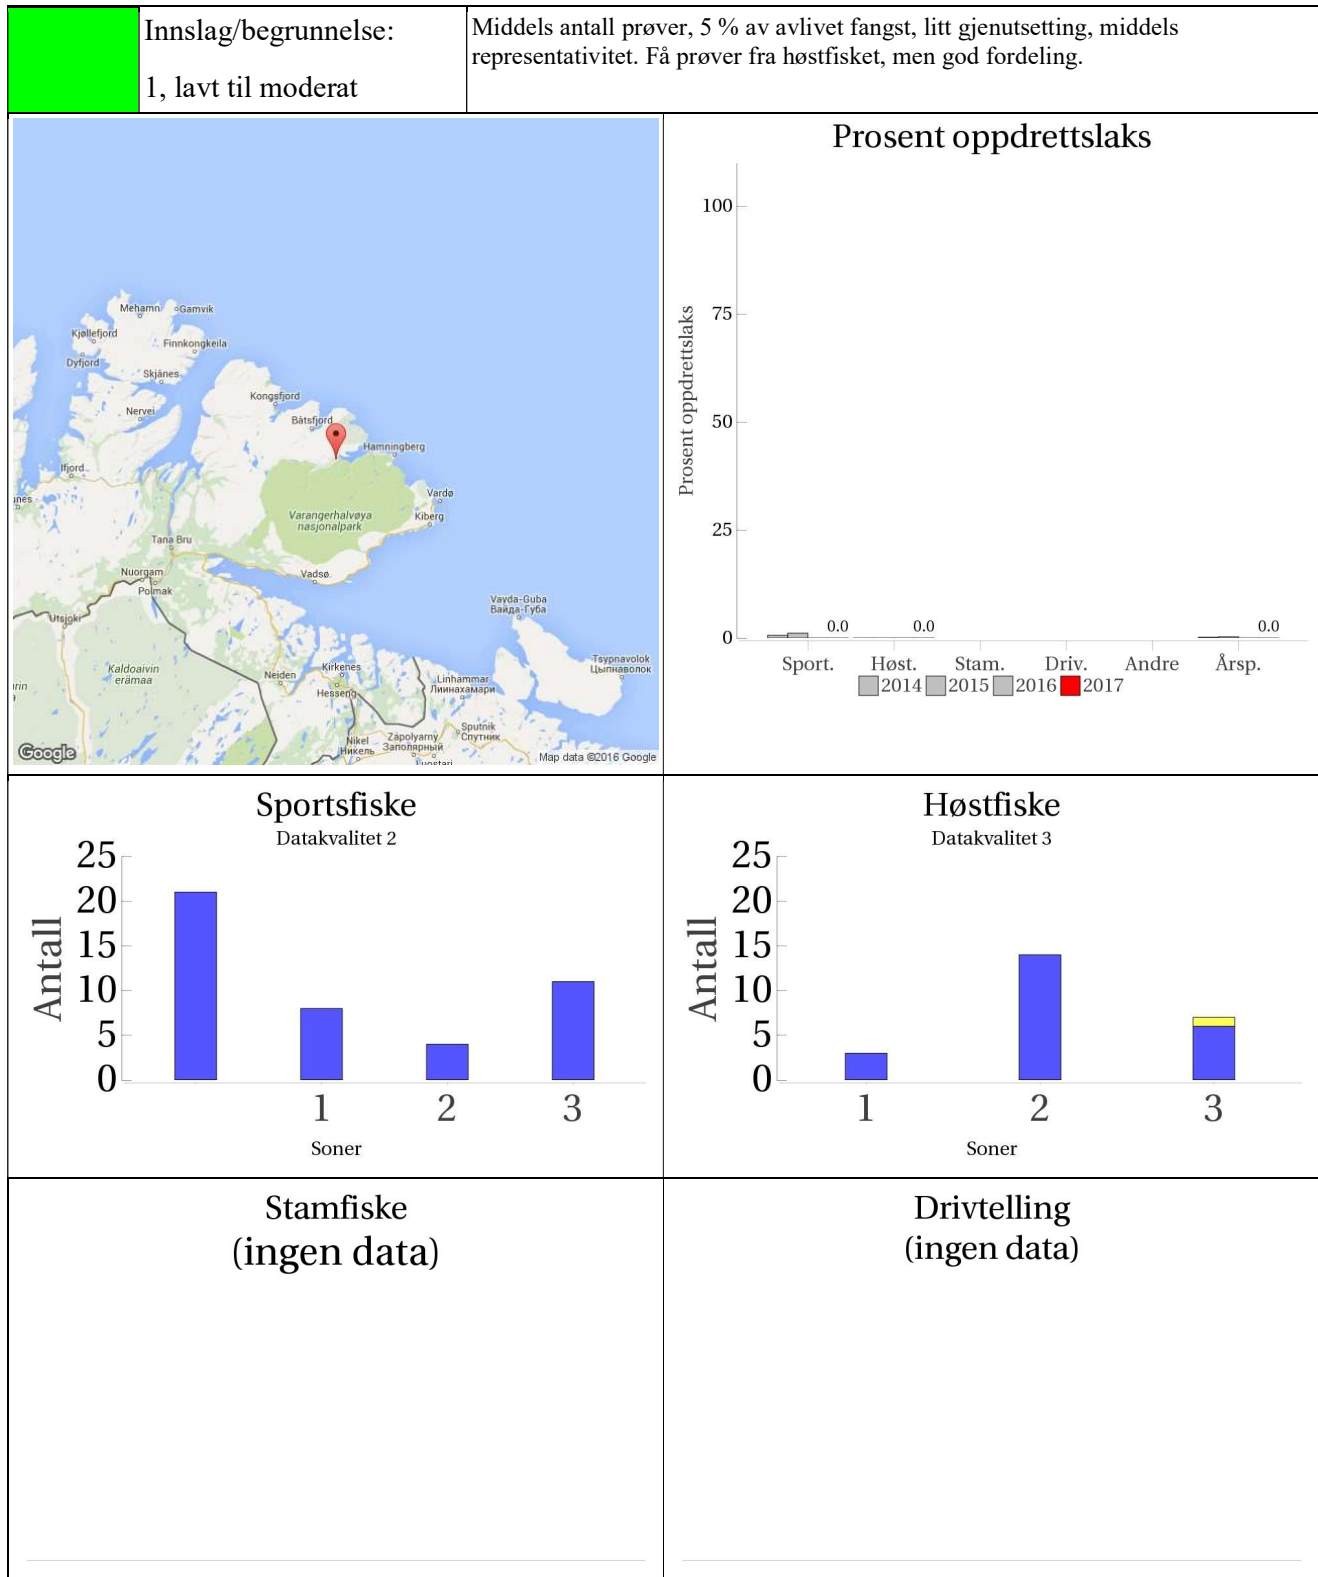 Innslag/begrunnelse:
1, lavt til moderat
Middels antall prøver, 5 % av avlivet fangst, litt gjenutsetting, middels
representativitet. Få prøver fra høstfisket, men god fordeling.
Mehamn
Gamvik
Kjøllefjord
Finnkongkeila
Dyfjord
Skjånes
Kongsfjord
Nervei
Båtsfjord
Hamningberg
Ifjord
Vardø
Kiberg
Varangerhalvøya
nasjonalpark
Tana Bru
Nuorgam
Polmak
Vadsø
Vayda-Guba
Вайда-Губа
Utsjoki
Kaldoaivin
erämaa
Neiden
Kirkenes
Hesseng
Tsypnavolok
Цыпнаволок
Linhammar
Лиинахамари
Nikel
Никель
Zapolyarny
Заполярный
Sputnik
Спутник
Google
Map data ©2016 Google
Prosent oppdrettslaks
Prosent oppdrettslaks
100
75
50
25
0
0.0
0.0
0.0
Sport. Høst. Stam. Driv. Andre Årsp.
2014 2015 2016 2017
Sportsfiske
Datakvalitet 2
Antall
25
20
15
10
5
0
1 2 3
Soner
Høstfiske
Datakvalitet 3
Antall
25
20
15
10
5
0
1 2 3
Soner
Stamfiske
(ingen data)
Drivtelling
(ingen data)